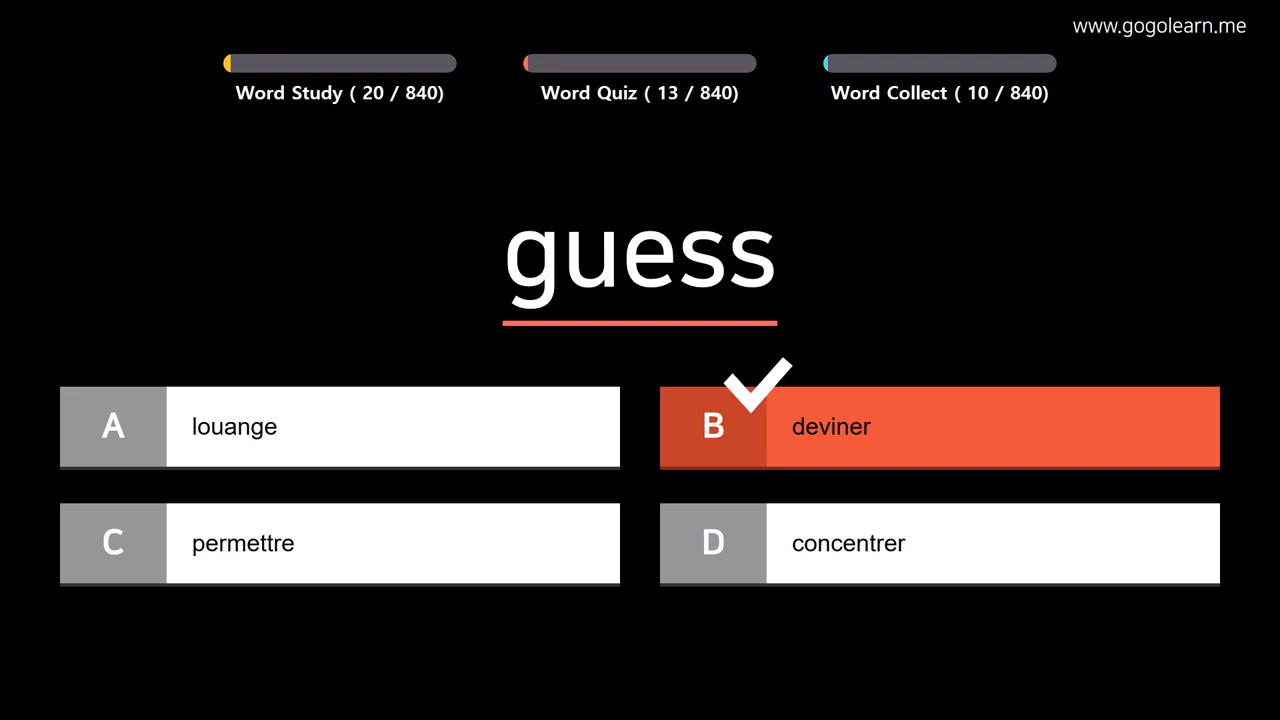 www.gogolearn.me
Word Study ( 20 / 840)
Word Quiz ( 13 / 840)
Word Collect ( 10 / 840)
guess
A louange
B deviner
C permettre
D concentrer